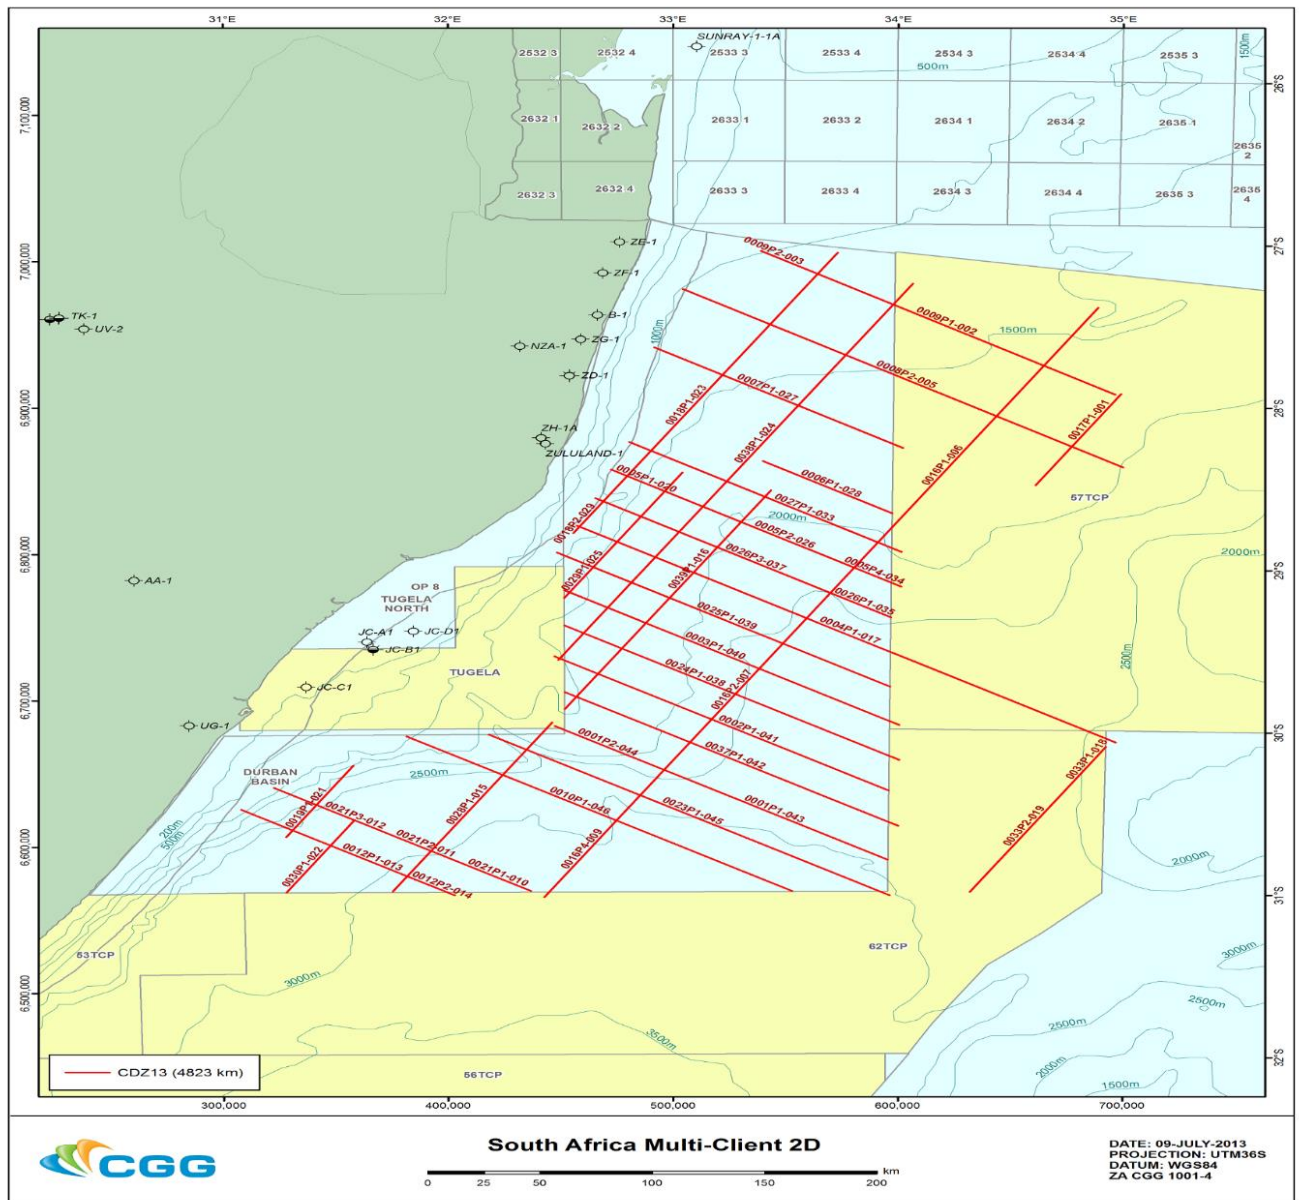 31°E 32°E 33°E 34°E 35°E
SUNRAY-1-1A
2532 3 2532 4 2533 3 2533 4 2534 3 2534 4 2535 3
1500m
500m
26°S
7,100,000
2632 1 2632 2 2633 1 2633 2 2634 1 2634 2 2635 1
2635
2
2632 3 2632 4 2633 3 2633 4 2634 3 2634 4 2635 3
2635
4
ZE-1
0009P2-003
27°S
7,000,000
ZF-1
TK-1
UV-2
B-1
0009P1-002
1500m
1000m
NZA-1
ZG-1
ZD-1
0008P2-005
0007P1-027
0018P1-023
6,900,000
28°S
0017P1-001
ZH-1A
ZULULAND-1
0038P1-024
0016P1-006
0005P1-020
0006P1-028
0027P1-033
57TCP
2000m
0018P2-029
0005P2-026
2000m
6,800,000
0026P3-037
0005P4-034
29°S
AA-1
0029P1-025
0039P1-016
OP 8
TUGELA
NORTH
0026P1-035
0025P1-039
0004P1-017
JC-A1
JC-D1
JC-B1
0003P1-040
2500m
TUGELA
0024P1-038
JC-C1
0016P2-007
6,700,000
UG-1
0002P1-041
30°S
0001P2-044
0037P1-042
0033P1-018
DURBAN
BASIN
2500m
0019P1-021
0028P1-015
0010P1-046
0023P1-045
0001P1-043
0021P3-012
200m
500m
0033P2-019
6,600,000
0021P2-011
0016P4-009
2000m
0030P1-022
0012P1-013
0021P1-010
0012P2-014
31°S
53TCP
62TCP
3000m
3000m
6,500,000
2500m
2500m
3500m
2000m
32°S
CDZ13 (4823 km)
56TCP
1500m
300,000 400,000 500,000 600,000 700,000
CGG
South Africa Multi-Client 2D
km
0 25 50 100 150 200
DATE: 09-JULY-2013
PROJECTION: UTM36S
DATUM: WGS84
ZA CGG 1001-4